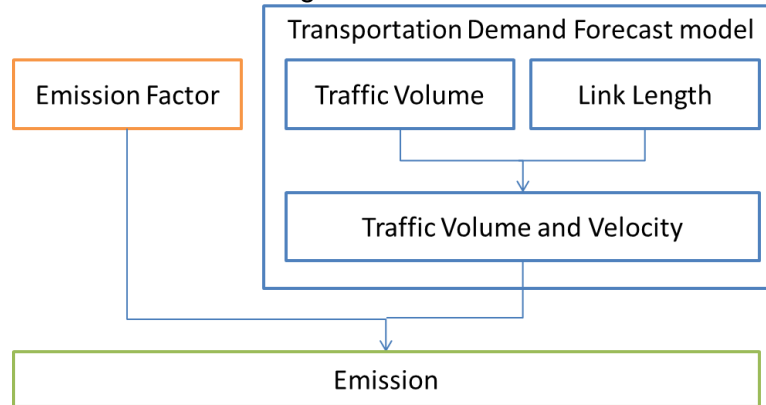 Transportation Demand Forecast model
Emission Factor
Traffic Volume
Link Length
Traffic Volume and Velocity
Emission